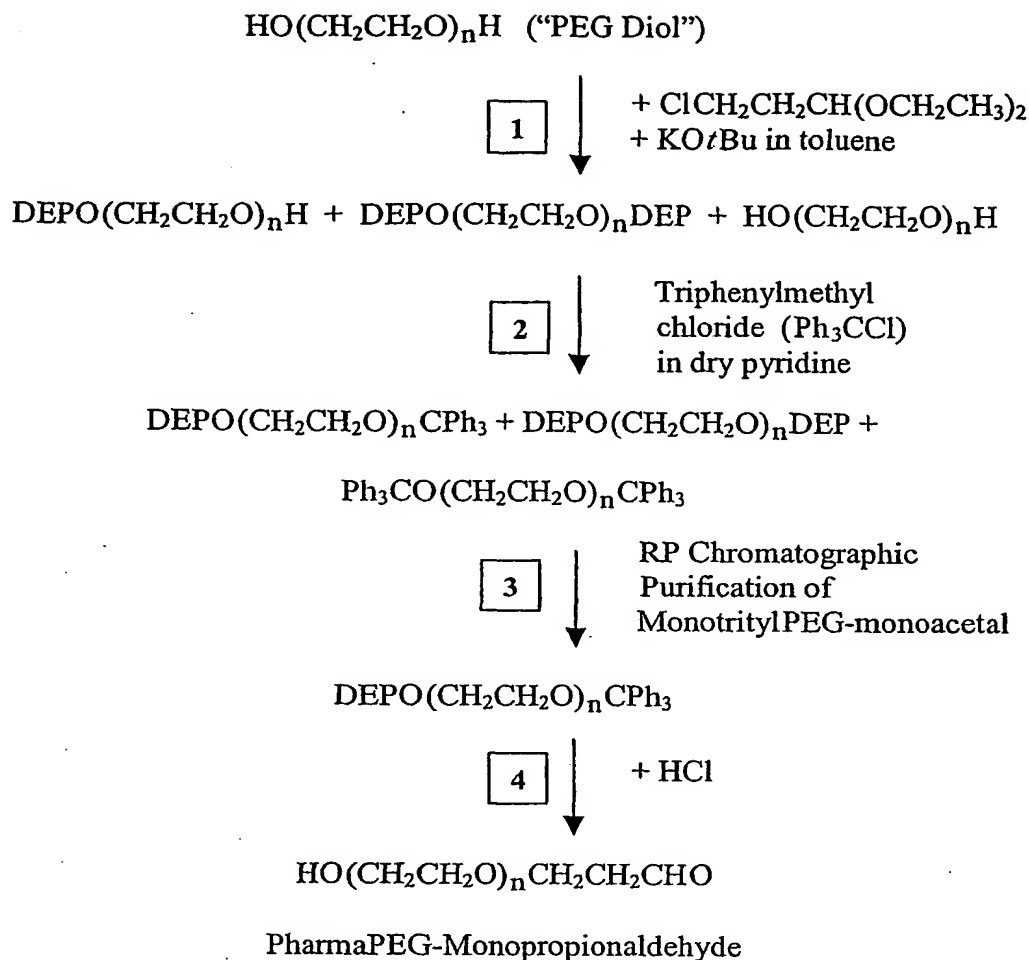 HO(CH₂CH₂O)ₙH (“PEG Diol”)
1
+ ClCH₂CH₂CH(OCH₂CH₃)₂
+ KOtBu in toluene
DEPO(CH₂CH₂O)ₙH + DEPO(CH₂CH₂O)ₙDEP + HO(CH₂CH₂O)ₙH
2
Triphenylmethyl
chloride (Ph₃CCl)
in dry pyridine
DEPO(CH₂CH₂O)ₙCPh₃ + DEPO(CH₂CH₂O)ₙDEP +
Ph₃CO(CH₂CH₂O)ₙCPh₃
3
RP Chromatographic
Purification of
MonotritylPEG-monoacetal
DEPO(CH₂CH₂O)ₙCPh₃
4
+ HCl
HO(CH₂CH₂O)ₙCH₂CH₂CHO
PharmaPEG-Monopropionaldehyde